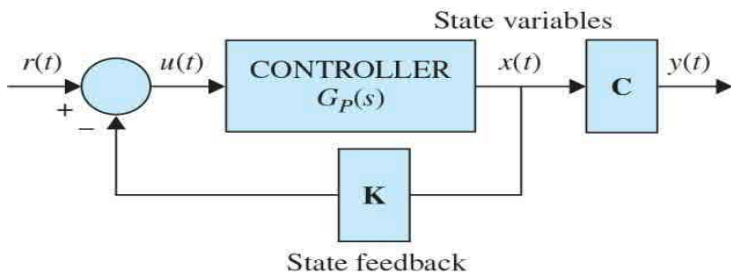 State variables
r(t)
u(t)
CONTROLLER
G_P(s)
x(t)
C
y(t)
+
−
K
State feedback